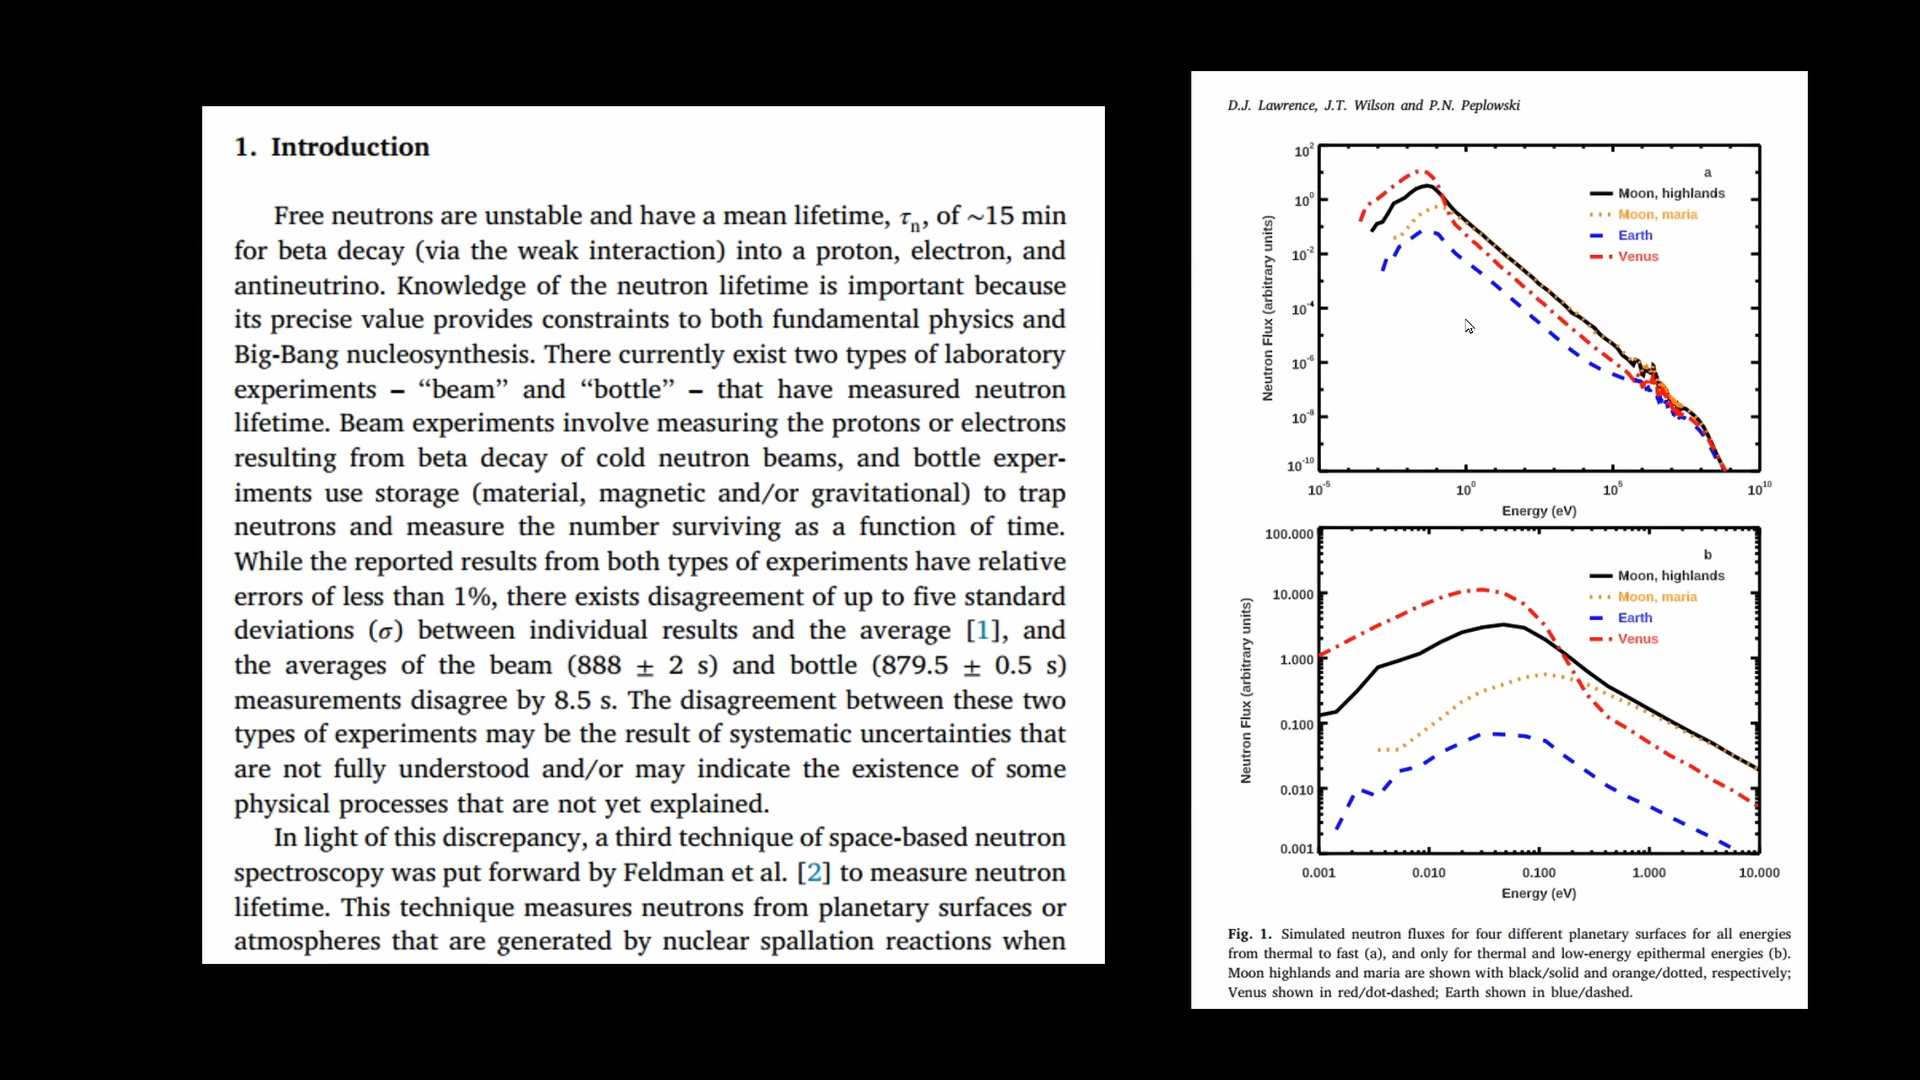 1. Introduction
Free neutrons are unstable and have a mean lifetime, τn, of ~15 min
for beta decay (via the weak interaction) into a proton, electron, and
antineutrino. Knowledge of the neutron lifetime is important because
its precise value provides constraints to both fundamental physics and
Big-Bang nucleosynthesis. There currently exist two types of laboratory
experiments – “beam” and “bottle” – that have measured neutron
lifetime. Beam experiments involve measuring the protons or electrons
resulting from beta decay of cold neutron beams, and bottle exper-
iments use storage (material, magnetic and/or gravitational) to trap
neutrons and measure the number surviving as a function of time.
While the reported results from both types of experiments have relative
errors of less than 1%, there exists disagreement of up to five standard
deviations (σ) between individual results and the average [1], and
the averages of the beam (888 ± 2 s) and bottle (879.5 ± 0.5 s)
measurements disagree by 8.5 s. The disagreement between these two
types of experiments may be the result of systematic uncertainties that
are not fully understood and/or may indicate the existence of some
physical processes that are not yet explained.
In light of this discrepancy, a third technique of space-based neutron
spectroscopy was put forward by Feldman et al. [2] to measure neutron
lifetime. This technique measures neutrons from planetary surfaces or
atmospheres that are generated by nuclear spallation reactions when
D.J. Lawrence, J.T. Wilson and P.N. Peplowski
Neutron Flux (arbitrary units)
10²
10⁰
10⁻²
10⁻⁴
10⁻⁶
10⁻⁸
10⁻¹⁰
a
Moon, highlands
Moon, maria
Earth
Venus
10⁻⁵ 10⁰ 10⁵ 10¹⁰
Energy (eV)
Neutron Flux (arbitrary units)
100.000
10.000
1.000
0.100
0.010
0.001
b
Moon, highlands
Moon, maria
Earth
Venus
0.001 0.010 0.100 1.000 10.000
Energy (eV)
Fig. 1. Simulated neutron fluxes for four different planetary surfaces for all energies
from thermal to fast (a), and only for thermal and low-energy epithermal energies (b).
Moon highlands and maria are shown with black/solid and orange/dotted, respectively;
Venus shown in red/dot-dashed; Earth shown in blue/dashed.